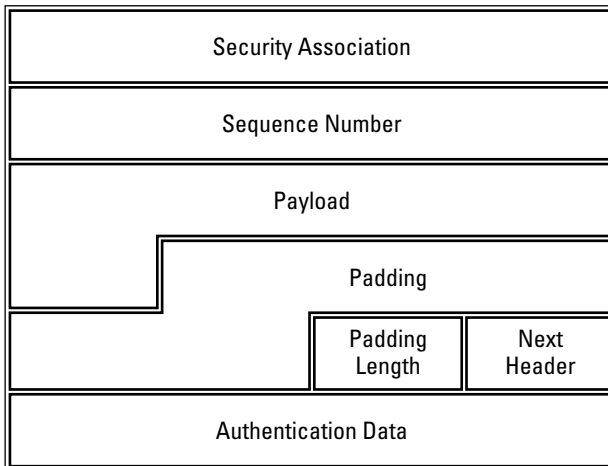 Security Association
Sequence Number
Payload
Padding
Padding
Length
Next
Header
Authentication Data